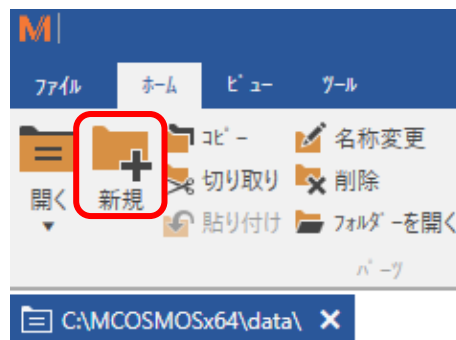 M
ﾌｧｲﾙ ﾎｰﾑ ﾋﾞｭｰ ﾂｰﾙ
開く
新規
ｺﾋﾟｰ
切り取り
貼り付け
名称変更
削除
ﾌｫﾙﾀﾞｰを開く
ﾊﾟｰﾂ
C:\MCOSMOSx64\data\